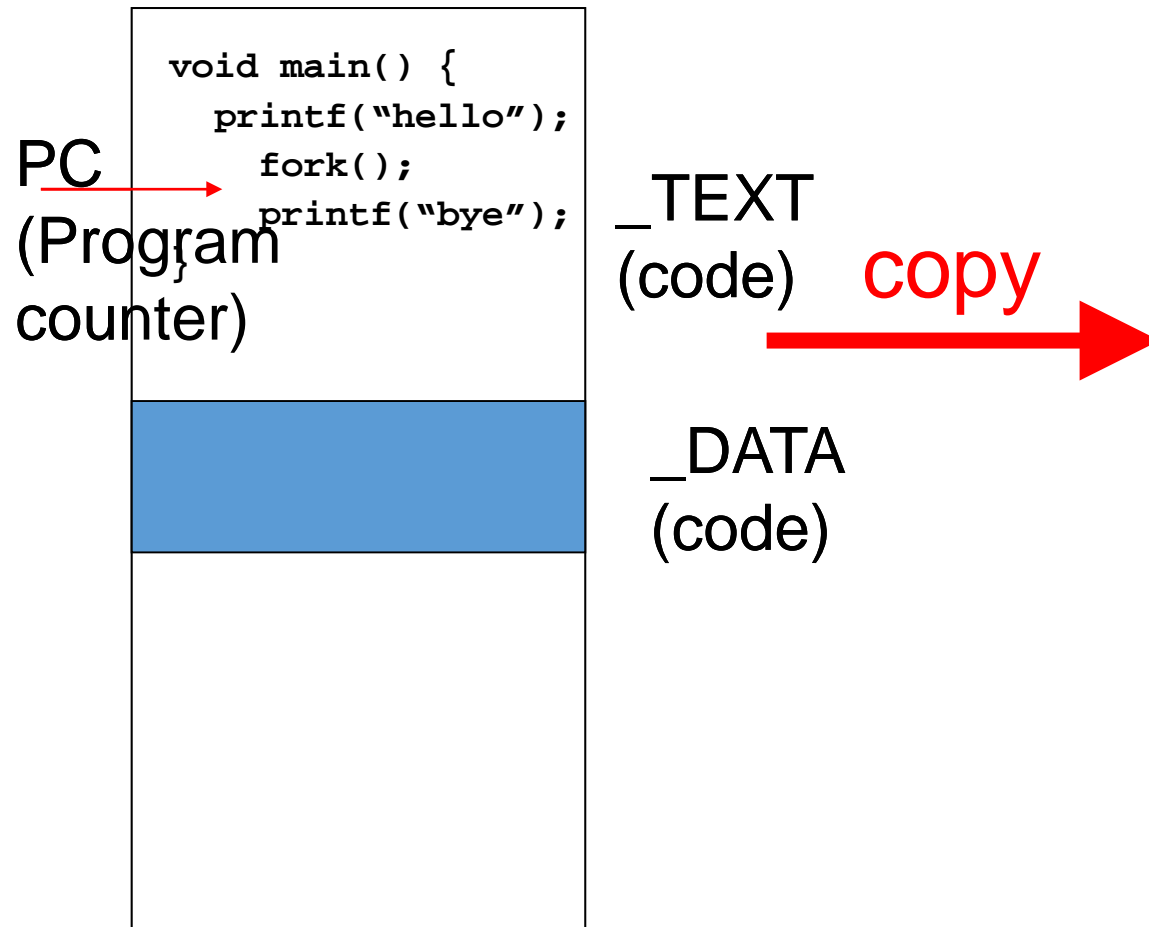 void main() {
printf(“hello”);
fork();
printf(“bye”);
}
PC
(Program
counter)
_TEXT
(code)
copy
_DATA
(code)